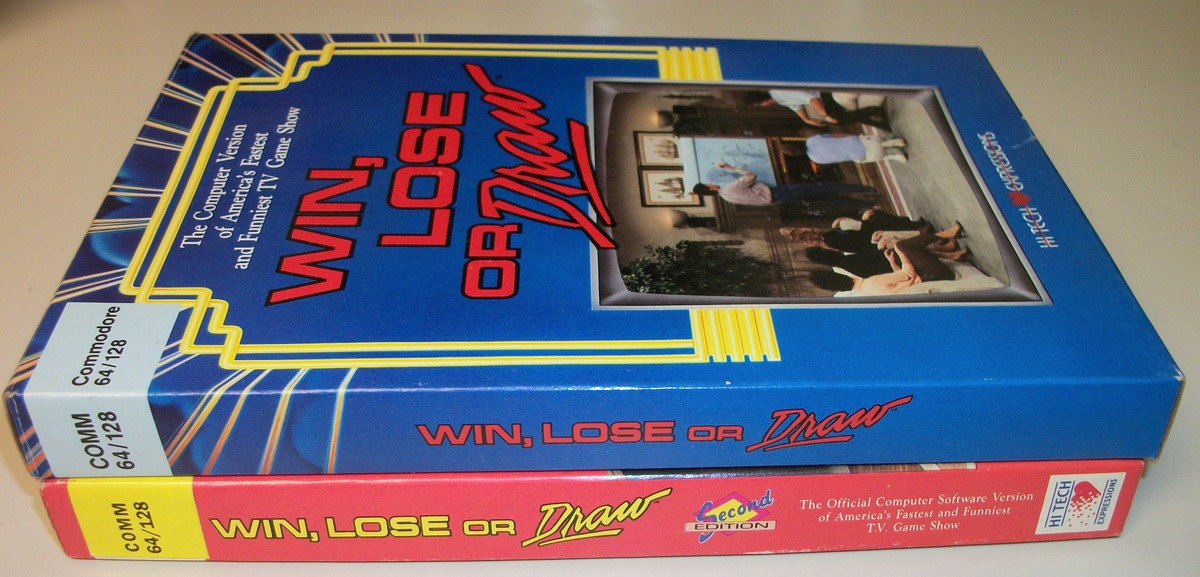 The Computer Version
of America's Fastest
and Funniest TV Game Show
WIN,
LOSE
OR Draw™
HI TECH EXPRESSIONS
Commodore
64/128
COMM
64/128
WIN, LOSE OR Draw™
COMM
64/128
WIN, LOSE OR Draw
Second
EDITION
The Official Computer Software Version
of America's Fastest and Funniest
T.V. Game Show
HI TECH
EXPRESSIONS